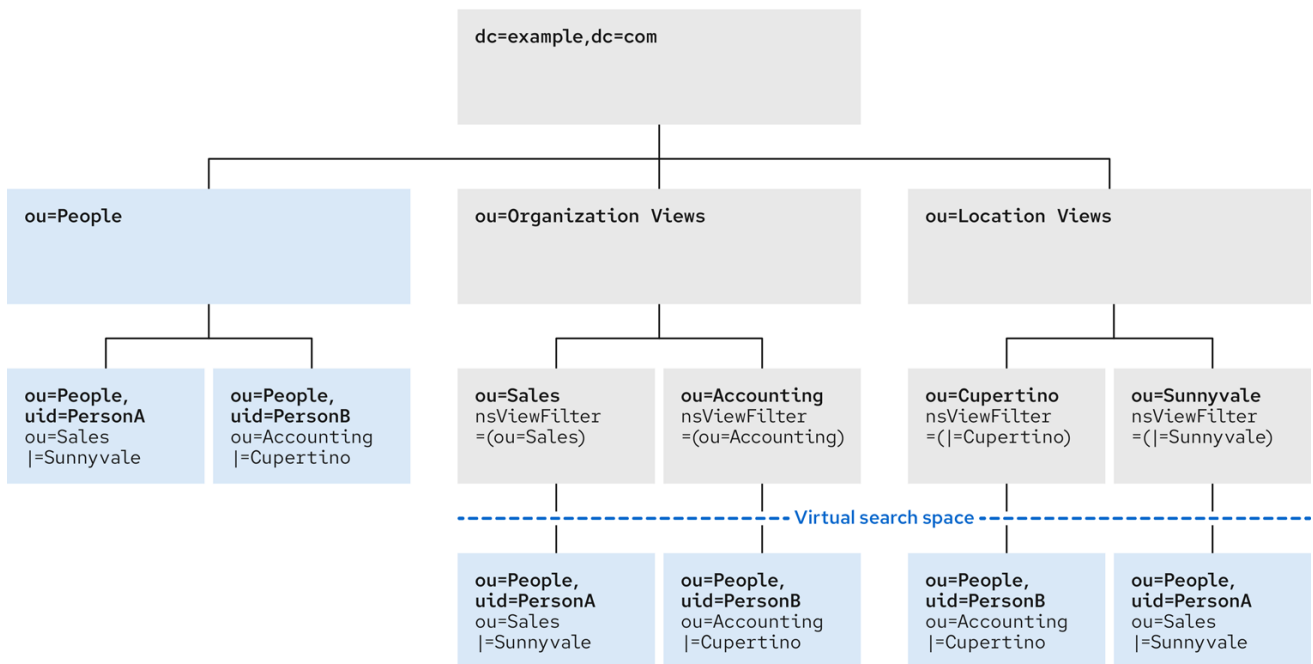 dc=example,dc=com
ou=People
ou=Organization Views
ou=Location Views
ou=People,
uid=PersonA
ou=Sales
|=Sunnyvale
ou=People,
uid=PersonB
ou=Accounting
|=Cupertino
ou=Sales
nsViewFilter
=(ou=Sales)
ou=Accounting
nsViewFilter
=(ou=Accounting)
ou=Cupertino
nsViewFilter
=(|=Cupertino)
ou=Sunnyvale
nsViewFilter
=(|=Sunnyvale)
Virtual search space
ou=People,
uid=PersonA
ou=Sales
|=Sunnyvale
ou=People,
uid=PersonB
ou=Accounting
|=Cupertino
ou=People,
uid=PersonB
ou=Accounting
|=Cupertino
ou=People,
uid=PersonA
ou=Sales
|=Sunnyvale